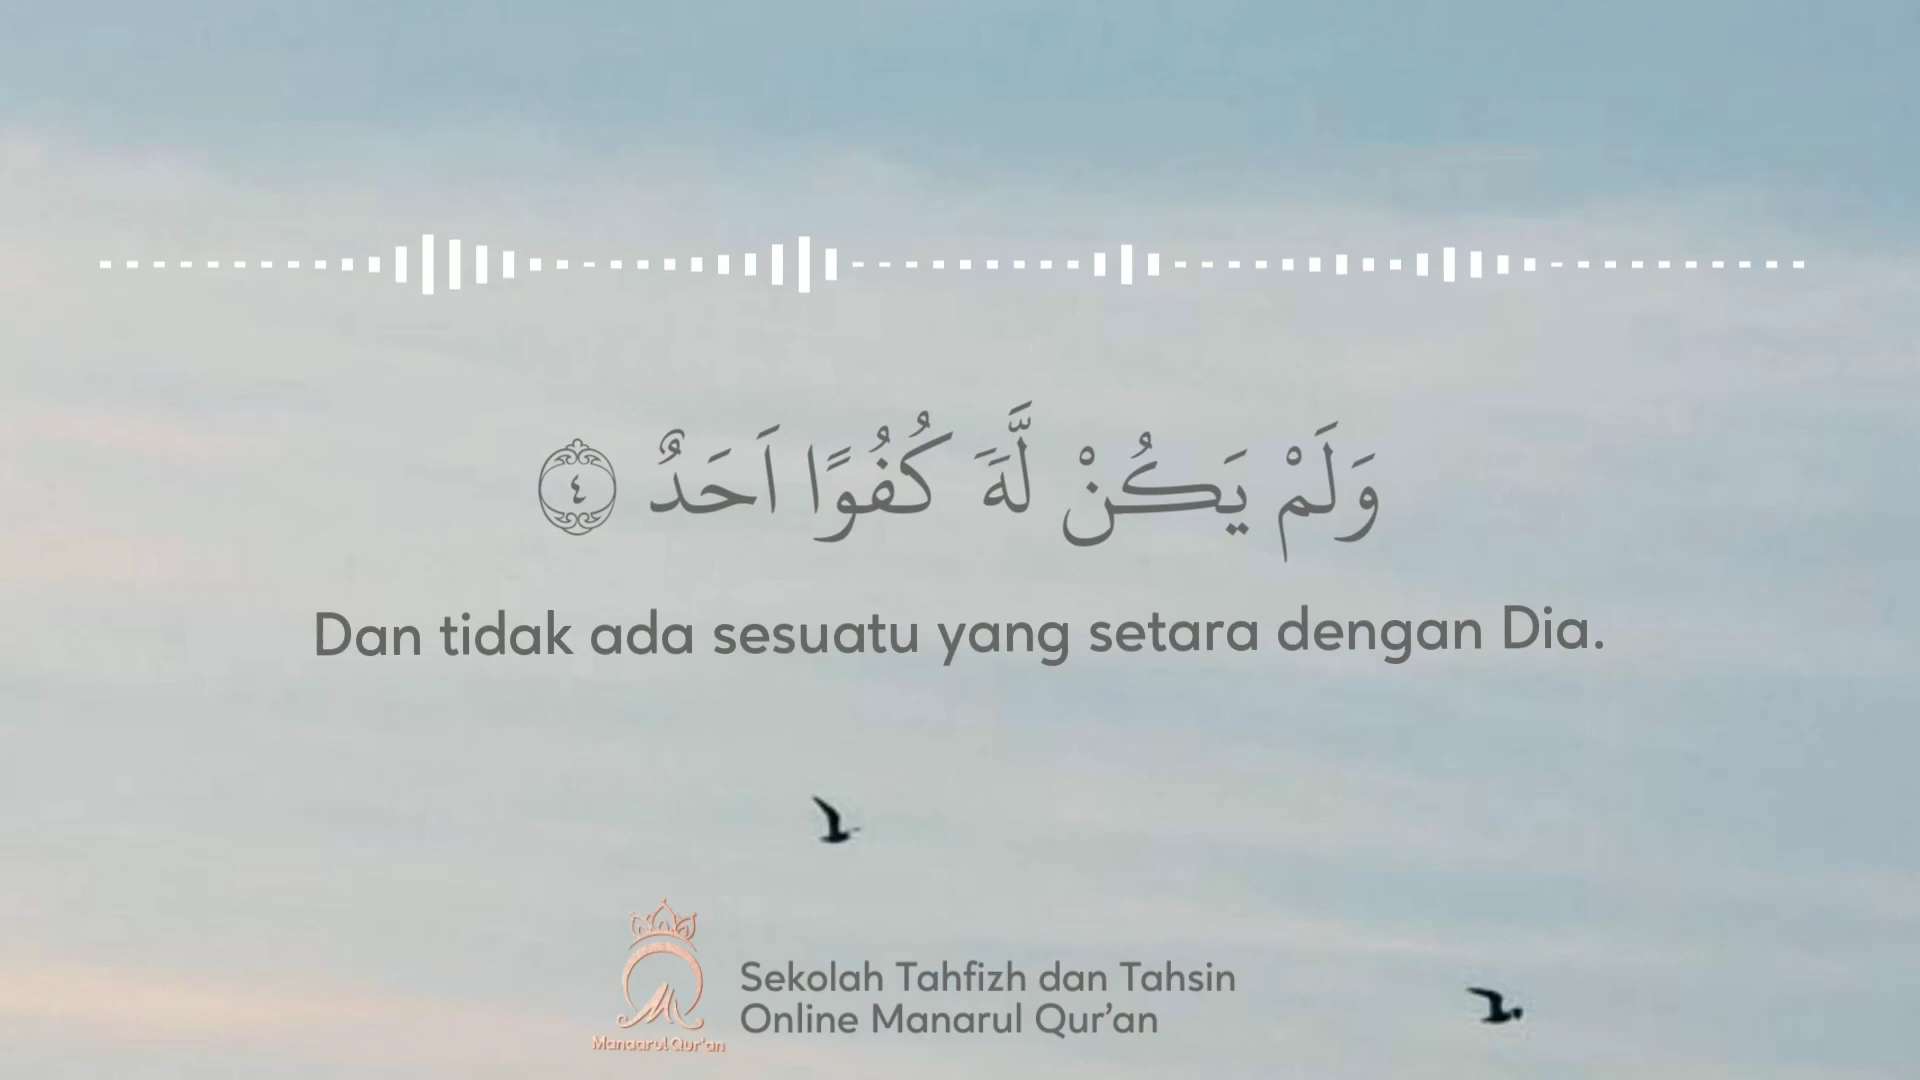 وَلَمْ يَكُنْ لَّهَ كُفُوًا اَحَدٌ ٤
Dan tidak ada sesuatu yang setara dengan Dia.
Sekolah Tahfizh dan Tahsin
Online Manarul Qur'an
Manaarul Qur'an